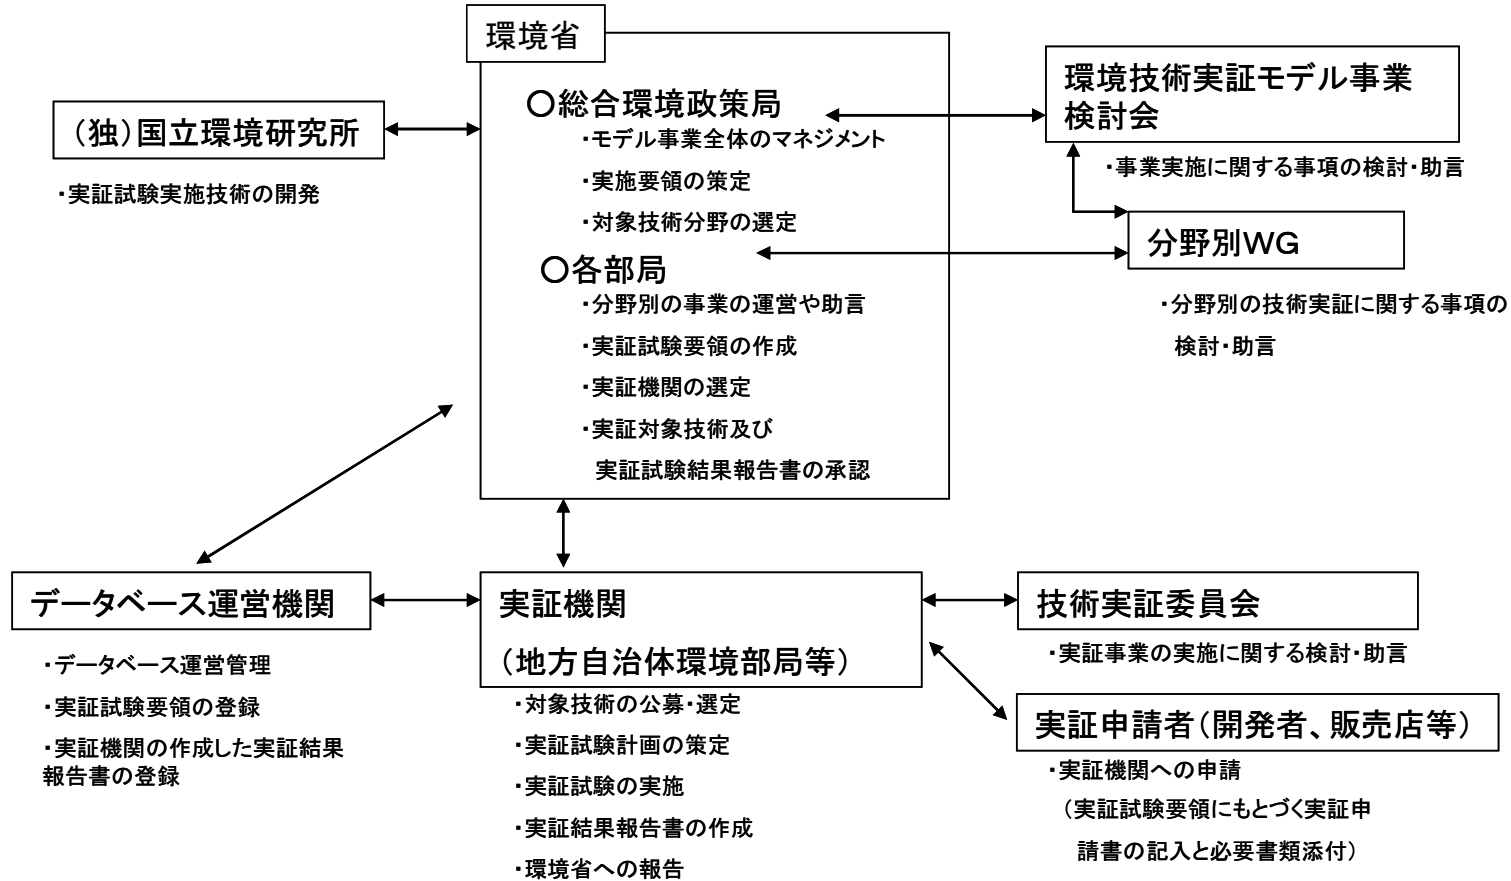 環境省
○総合環境政策局
・モデル事業全体のマネジメント
・実施要領の策定
・対象技術分野の選定
○各部局
・分野別の事業の運営や助言
・実証試験要領の作成
・実証機関の選定
・実証対象技術及び
実証試験結果報告書の承認
（独）国立環境研究所
・実証試験実施技術の開発
環境技術実証モデル事業
検討会
・事業実施に関する事項の検討・助言
分野別WG
・分野別の技術実証に関する事項の
検討・助言
データベース運営機関
・データベース運営管理
・実証試験要領の登録
・実証機関の作成した実証結果
報告書の登録
実証機関
（地方自治体環境部局等）
・対象技術の公募・選定
・実証試験計画の策定
・実証試験の実施
・実証結果報告書の作成
・環境省への報告
技術実証委員会
・実証事業の実施に関する検討・助言
実証申請者（開発者、販売店等）
・実証機関への申請
（実証試験要領にもとづく実証申
請書の記入と必要書類添付）